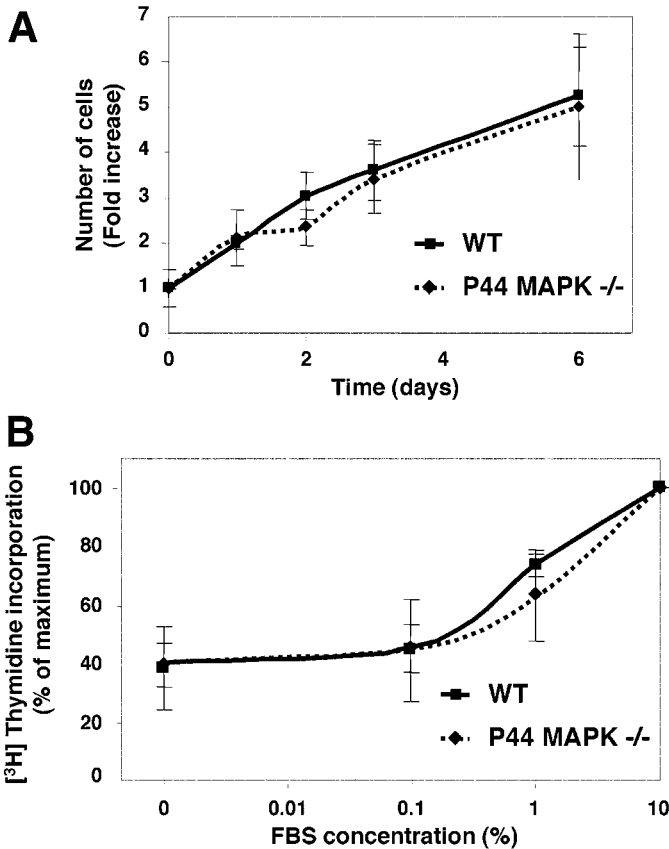 A
7
6
5
4
3
2
1
0
Number of cells
(Fold increase)
WT
P44 MAPK -/-
0
2
4
6
Time (days)
B
100
80
60
40
20
0
[³H] Thymidine incorporation
(% of maximum)
WT
P44 MAPK -/-
0
0.01
0.1
1
10
FBS concentration (%)